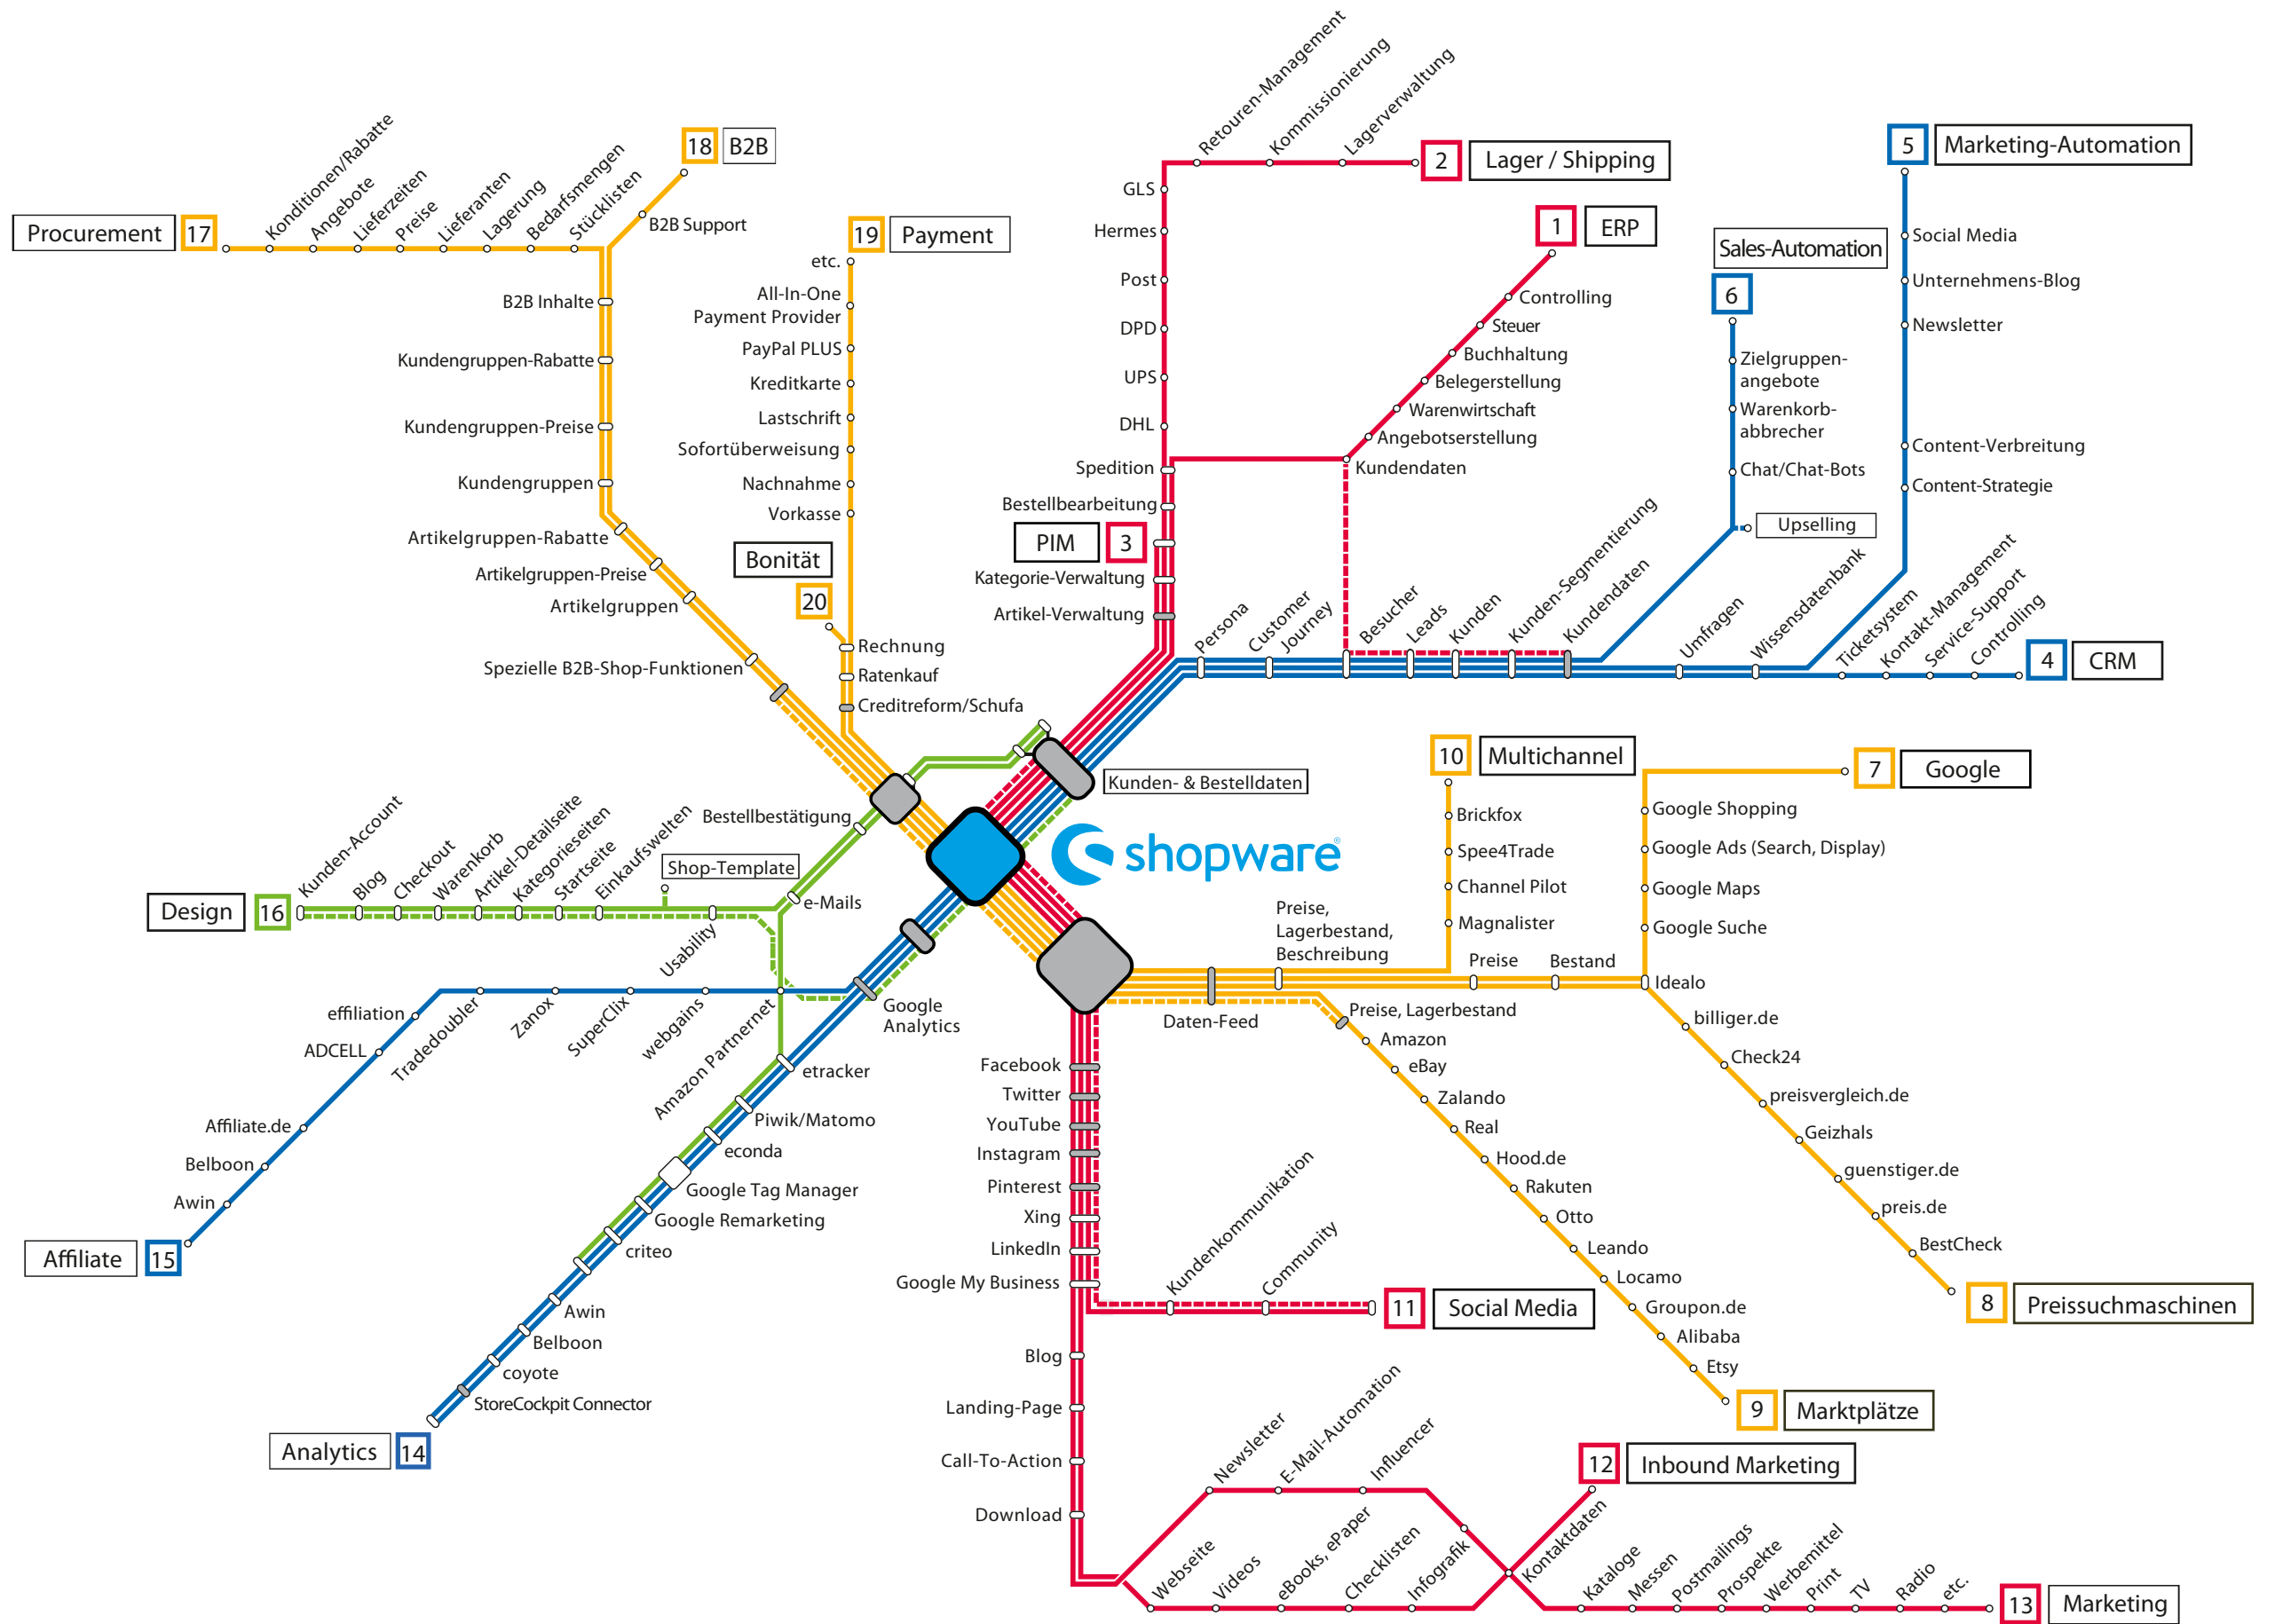 Retouren-Management
Kommissionierung
Lagerverwaltung
2
Lager / Shipping
GLS
Hermes
Post
DPD
UPS
DHL
Spedition
Bestellbearbeitung
PIM
3
Kategorie-Verwaltung
Artikel-Verwaltung
1
ERP
Controlling
Steuer
Buchhaltung
Belegerstellung
Warenwirtschaft
Angebotserstellung
Kundendaten
5
Marketing-Automation
Social Media
Unternehmens-Blog
Newsletter
Content-Verbreitung
Content-Strategie
Sales-Automation
6
Zielgruppen-
angebote
Warenkorb-
abbrecher
Chat/Chat-Bots
Upselling
Persona
Customer
Journey
Besucher
Leads
Kunden
Kunden-Segmentierung
Kundendaten
Umfragen
Wissensdatenbank
Ticketsystem
Kontakt-Management
Service-Support
Controlling
4
CRM
18
B2B
B2B Support
Procurement
17
Konditionen/Rabatte
Angebote
Lieferzeiten
Preise
Lieferanten
Lagerung
Bedarfsmengen
Stücklisten
B2B Inhalte
Kundengruppen-Rabatte
Kundengruppen-Preise
Kundengruppen
Artikelgruppen-Rabatte
Artikelgruppen-Preise
Artikelgruppen
Spezielle B2B-Shop-Funktionen
19
Payment
etc.
All-In-One
Payment Provider
PayPal PLUS
Kreditkarte
Lastschrift
Sofortüberweisung
Nachnahme
Vorkasse
Bonität
20
Rechnung
Ratenkauf
Creditreform/Schufa
Kunden- & Bestelldaten
shopware
®
Bestellbestätigung
e-Mails
Shop-Template
Design
16
Kunden-Account
Blog
Checkout
Warenkorb
Artikel-Detailseite
Kategorieseiten
Startseite
Einkaufswelten
Usability
10
Multichannel
Brickfox
Spee4Trade
Channel Pilot
Magnalister
7
Google
Google Shopping
Google Ads (Search, Display)
Google Maps
Google Suche
Preise,
Lagerbestand,
Beschreibung
Preise
Bestand
Idealo
Daten-Feed
Preise, Lagerbestand
Amazon
eBay
Zalando
Real
Hood.de
Rakuten
Otto
Leando
Locamo
Groupon.de
Alibaba
Etsy
9
Marktplätze
billiger.de
Check24
preisvergleich.de
Geizhals
guenstiger.de
preis.de
BestCheck
8
Preissuchmaschinen
effiliation
ADCELL
Tradedoubler
Zanox
SuperClix
webgains
Amazon Partnernet
Affiliate.de
Belboon
Awin
Affiliate
15
Google
Analytics
etracker
Piwik/Matomo
econda
Google Tag Manager
Google Remarketing
criteo
Awin
Belboon
coyote
StoreCockpit Connector
Analytics
14
Facebook
Twitter
YouTube
Instagram
Pinterest
Xing
LinkedIn
Google My Business
Kundenkommunikation
Community
11
Social Media
Blog
Landing-Page
Call-To-Action
Download
Newsletter
E-Mail-Automation
Influencer
12
Inbound Marketing
Webseite
Videos
eBooks, ePaper
Checklisten
Infografik
Kontaktdaten
Kataloge
Messen
Postmailings
Prospekte
Werbemittel
Print
TV
Radio
etc.
13
Marketing